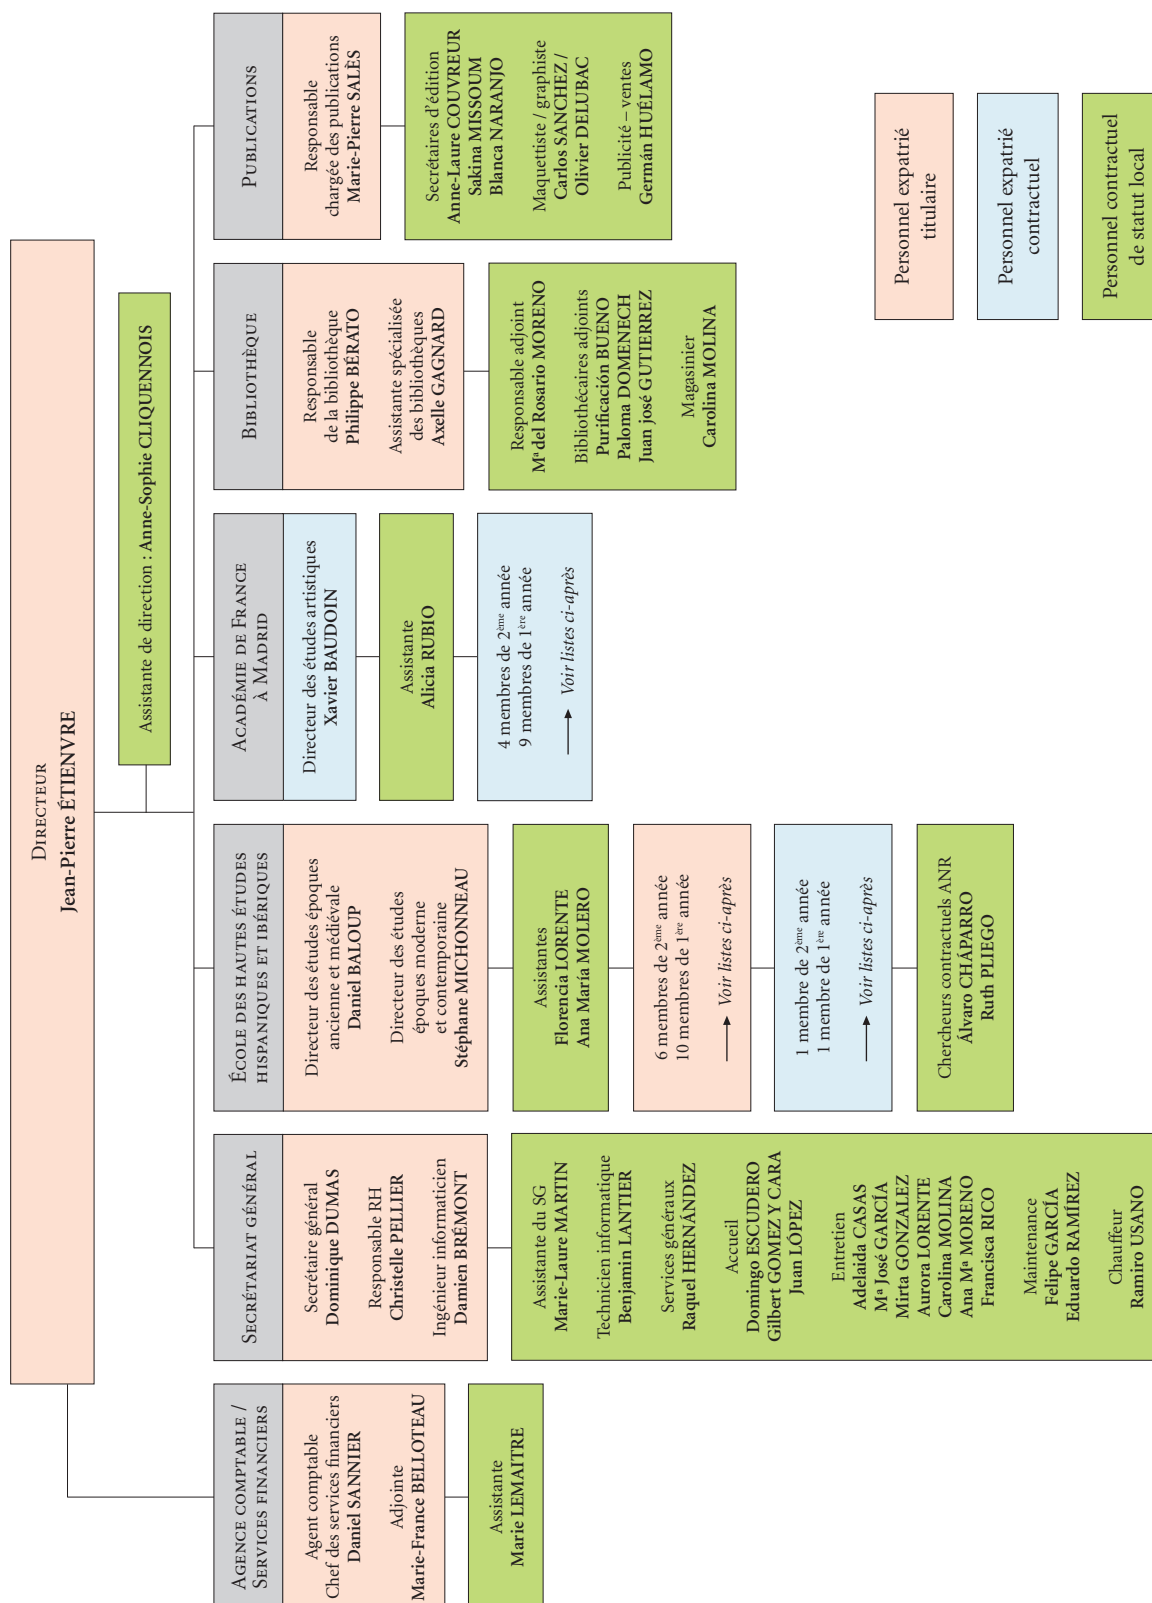 DIRECTEUR
Jean-Pierre ÉTIENVRE
Assistante de direction : Anne-Sophie CLIQUENNOIS
AGENCE COMPTABLE /
SERVICES FINANCIERS
Agent comptable
Chef des services financiers
Daniel SANNIER
Adjointe
Marie-France BELLOTEAU
Assistante
Marie LEMAITRE
SECRÉTARIAT GÉNÉRAL
Secrétaire général
Dominique DUMAS
Responsable RH
Christelle PELLIER
Ingénieur informaticien
Damien BRÉMONT
Assistante du SG
Marie-Laure MARTIN
Technicien informatique
Benjamin LANTIER
Services généraux
Raquel HERNÁNDEZ
Accueil
Domingo ESCUDERO
Gilbert GOMEZ Y CARA
Juan LÓPEZ
Entretien
Adelaida CASAS
Mª José GARCÍA
Mirta GONZALEZ
Aurora LORENTE
Carolina MOLINA
Ana Mª MORENO
Francisca RICO
Maintenance
Felipe GARCÍA
Eduardo RAMÍREZ
Chauffeur
Ramiro USANO
ÉCOLE DES HAUTES ÉTUDES
HISPANIQUES ET IBÉRIQUES
Directeur des études époques
ancienne et médiévale
Daniel BALOUP
Directeur des études
époques moderne
et contemporaine
Stéphane MICHONNEAU
Assistantes
Florencia LORENTE
Ana María MOLERO
6 membres de 2ème année
10 membres de 1ère année
→ Voir listes ci-après
1 membre de 2ème année
1 membre de 1ère année
→ Voir listes ci-après
Chercheurs contractuels ANR
Álvaro CHÁPARRO
Ruth PLIEGO
ACADÉMIE DE FRANCE
À MADRID
Directeur des études artistiques
Xavier BAUDOIN
Assistante
Alicia RUBIO
4 membres de 2ème année
9 membres de 1ère année
→ Voir listes ci-après
BIBLIOTHÈQUE
Responsable
de la bibliothèque
Philippe BÉRATO
Assistante spécialisée
des bibliothèques
Axelle GAGNARD
Responsable adjoint
Mª del Rosario MORENO
Bibliothécaires adjoints
Purificación BUENO
Paloma DOMENECH
Juan josé GUTIERREZ
Magasinier
Carolina MOLINA
PUBLICATIONS
Responsable
chargée des publications
Marie-Pierre SALÈS
Secrétaires d'édition
Anne-Laure COUVREUR
Sakina MISSOUM
Blanca NARANJO
Maquettiste / graphiste
Carlos SANCHEZ /
Olivier DELUBAC
Publicité – ventes
Germán HUÉLAMO
Personnel expatrié
titulaire
Personnel expatrié
contractuel
Personnel contractuel
de statut local